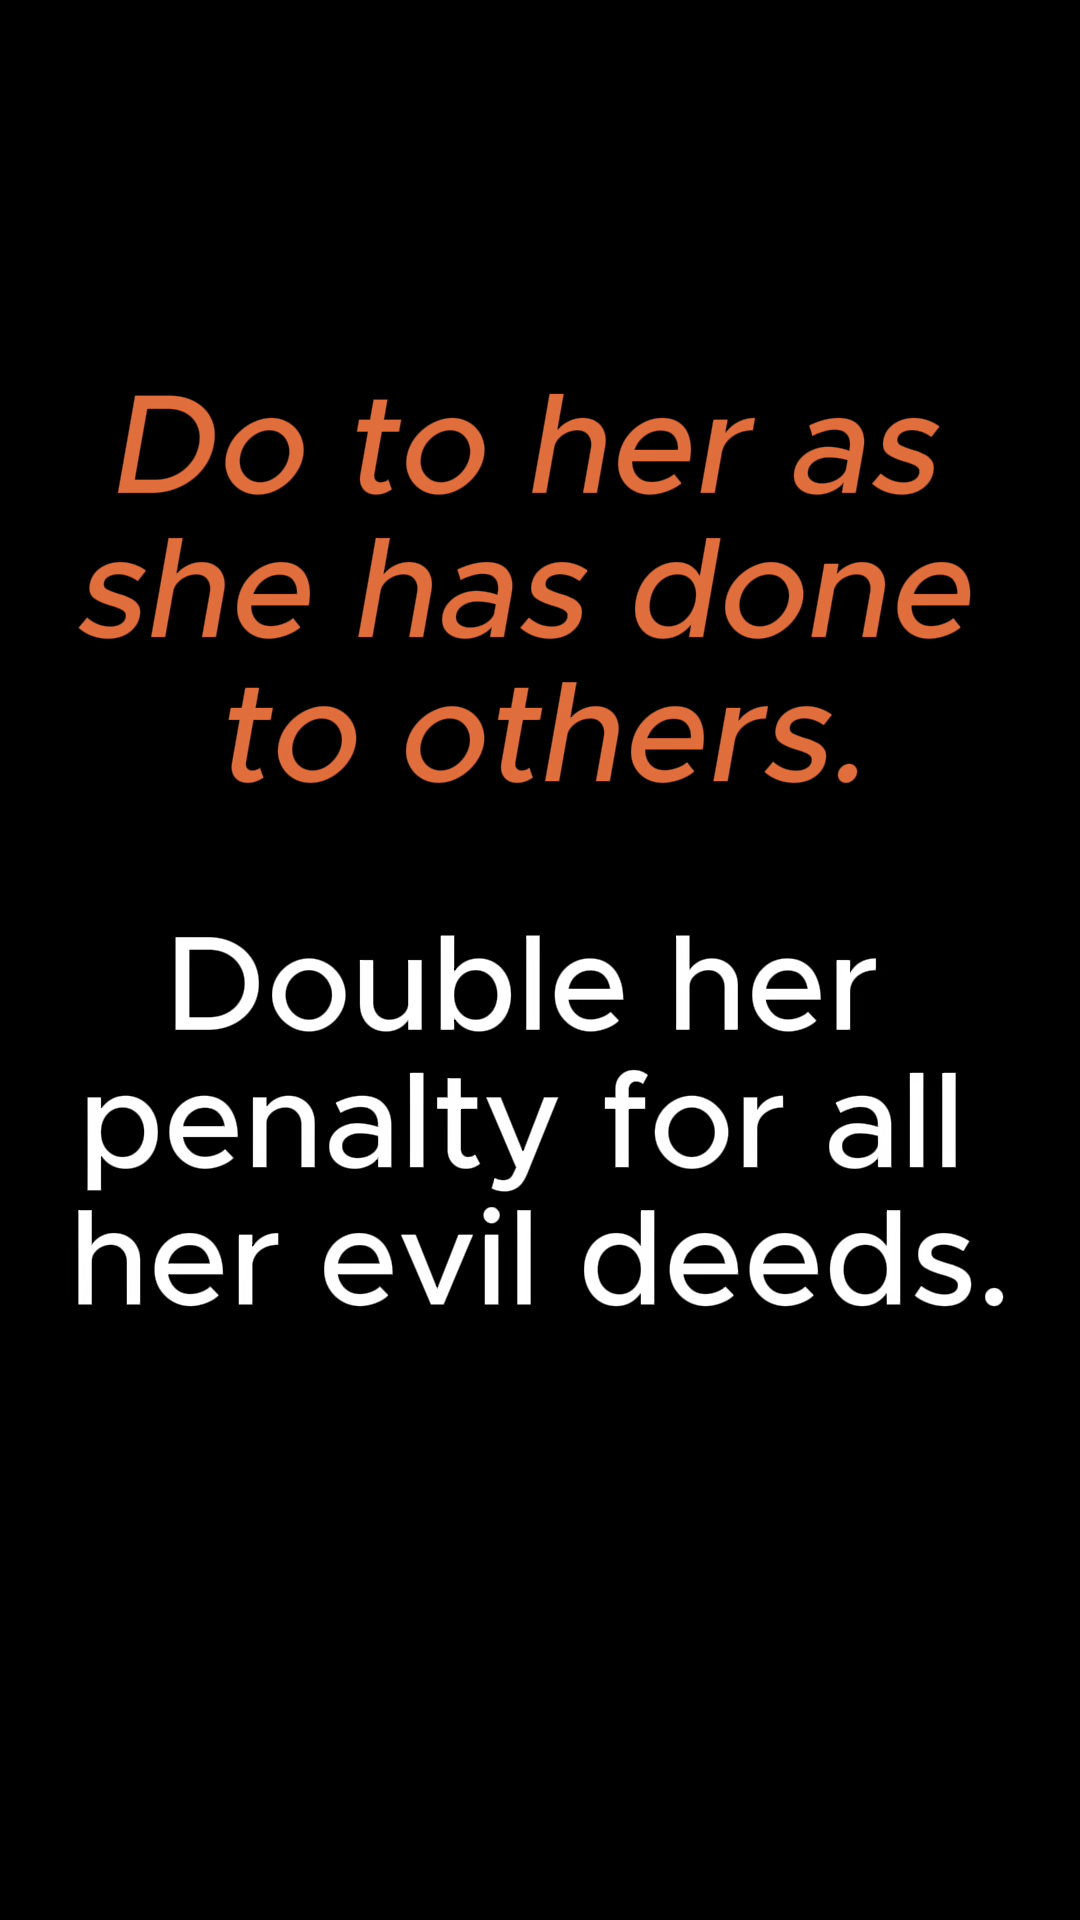 Do to her as
she has done
to others.
Double her
penalty for all
her evil deeds.